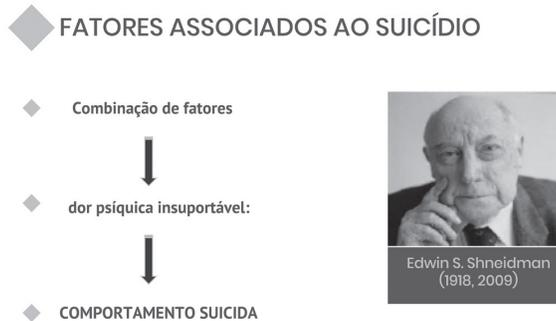 FATORES ASSOCIADOS AO SUICÍDIO
Combinação de fatores
dor psíquica insuportável:
COMPORTAMENTO SUICIDA
Edwin S. Shneidman
(1918, 2009)